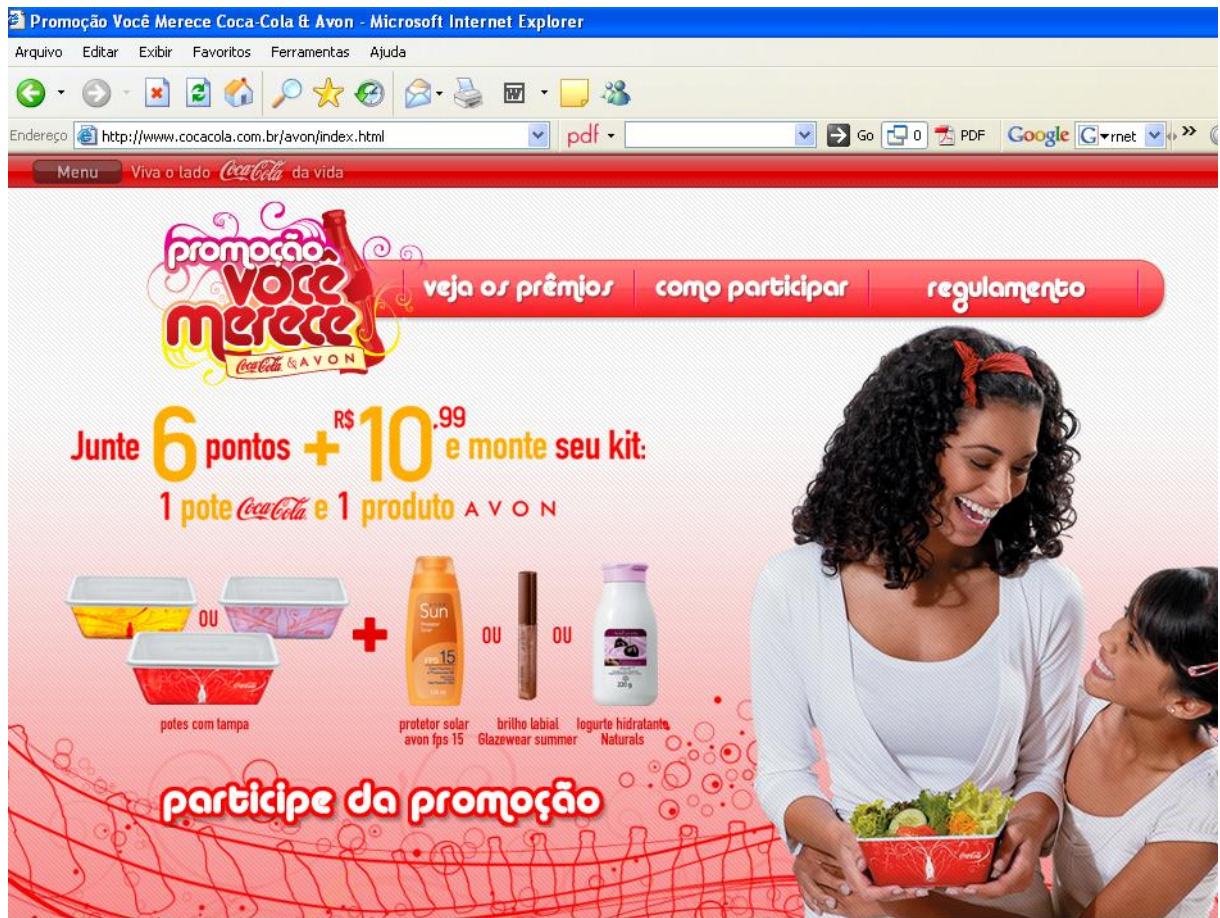 Promoção Você Merece Coca-Cola & Avon - Microsoft Internet Explorer
Arquivo Editar Exibir Favoritos Ferramentas Ajuda
Endereço http://www.cocacola.com.br/avon/index.html pdf Go 0 PDF Google G rnet »
Menu Viva o lado Coca-Cola da vida
promoção
você
merece
Coca-Cola & AVON
veja os prêmios como participar regulamento
Junte 6 pontos + R$ 10,99 e monte seu kit:
1 pote Coca-Cola e 1 produto AVON
OU
+
Sun
FPS 15
OU
OU
220 g
potes com tampa
protetor solar
avon fps 15
brilho labial
Glazewear summer
Iogurte hidratante
Naturals
participe da promoção
Coca-Cola